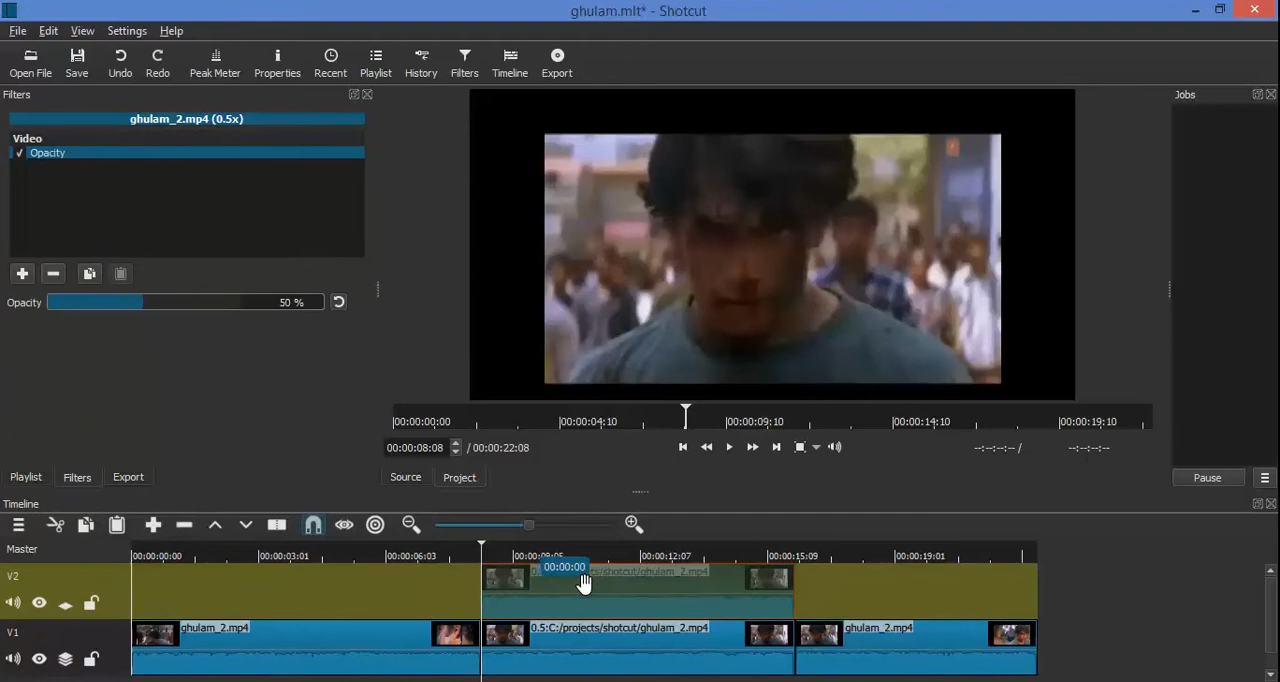 ghulam.mlt* - Shotcut
File Edit View Settings Help
Open File Save Undo Redo Peak Meter Properties Recent Playlist History Filters Timeline Export
Filters
Jobs
ghulam_2.mp4 (0.5x)
Video
✓ Opacity
Opacity 50 %
00:00:00:00 00:00:04:10 00:00:09:10 00:00:14:10 00:00:19:10
00:00:08:08 / 00:00:22:08 --:--:--:-- / --:--:--:--
Playlist Filters Export Source Project Pause
Timeline
Master 00:00:00:00 00:00:03:01 00:00:06:03 00:00:09:05 00:00:12:07 00:00:15:09 00:00:19:01
00:00:00
V2 0.5:C:/projects/shotcut/ghulam_2.mp4
V1 ghulam_2.mp4 0.5:C:/projects/shotcut/ghulam_2.mp4 ghulam_2.mp4